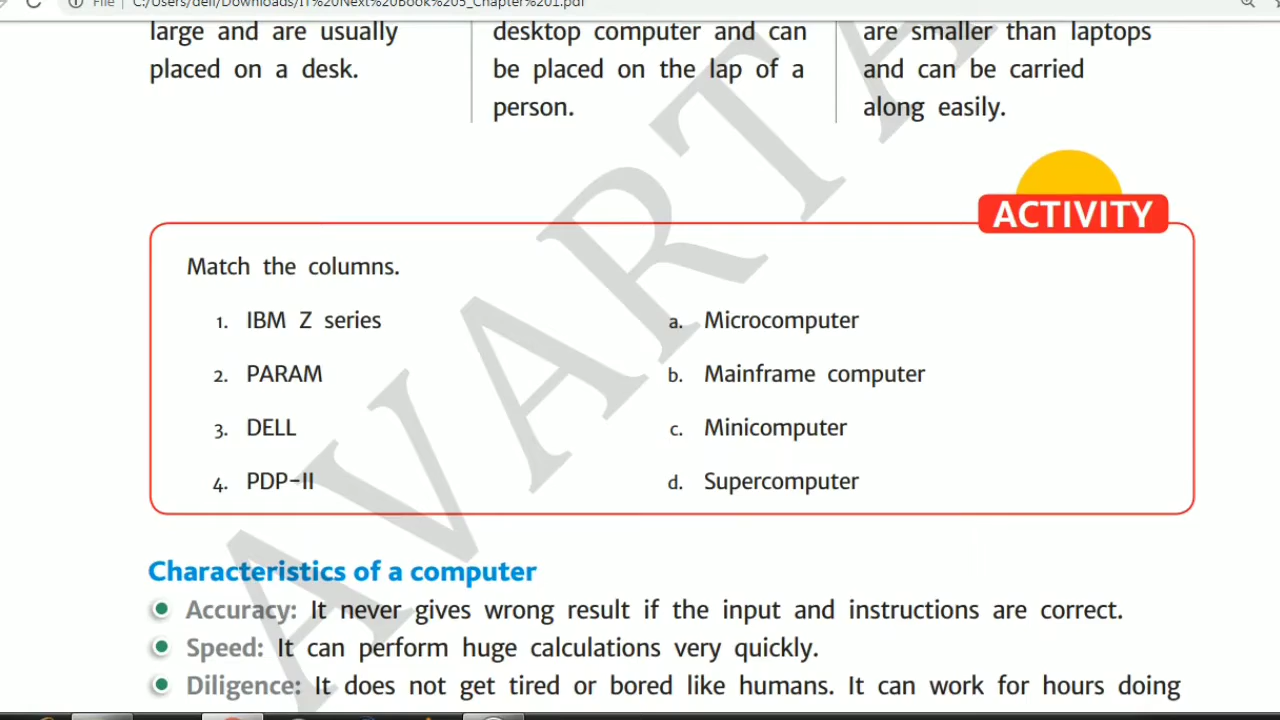 File C:/Users/dell/Downloads/IT%20Next%20Book%205_Chapter%201.pdf
large and are usually
placed on a desk.
desktop computer and can
be placed on the lap of a
person.
are smaller than laptops
and can be carried
along easily.
ACTIVITY
Match the columns.
1. IBM Z series a. Microcomputer
2. PARAM b. Mainframe computer
3. DELL c. Minicomputer
4. PDP-II d. Supercomputer
Characteristics of a computer
Accuracy: It never gives wrong result if the input and instructions are correct.
Speed: It can perform huge calculations very quickly.
Diligence: It does not get tired or bored like humans. It can work for hours doing
AVARTA